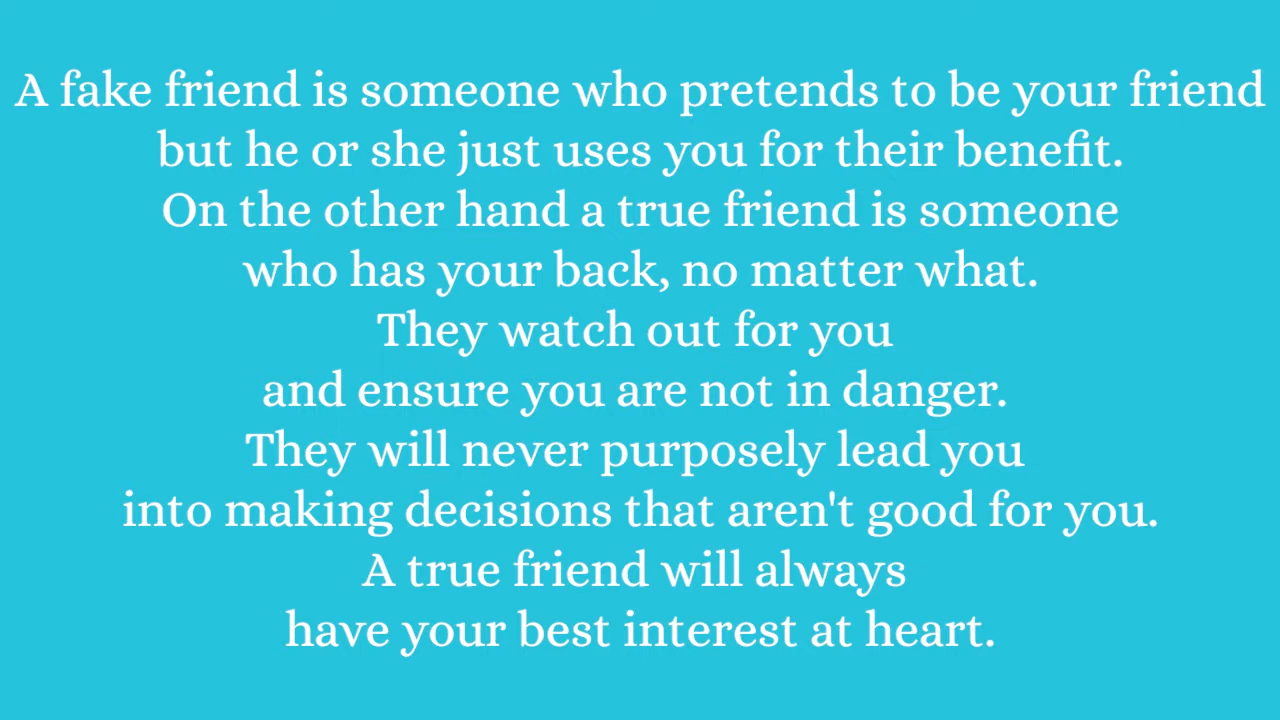 A fake friend is someone who pretends to be your friend
but he or she just uses you for their benefit.
On the other hand a true friend is someone
who has your back, no matter what.
They watch out for you
and ensure you are not in danger.
They will never purposely lead you
into making decisions that aren't good for you.
A true friend will always
have your best interest at heart.